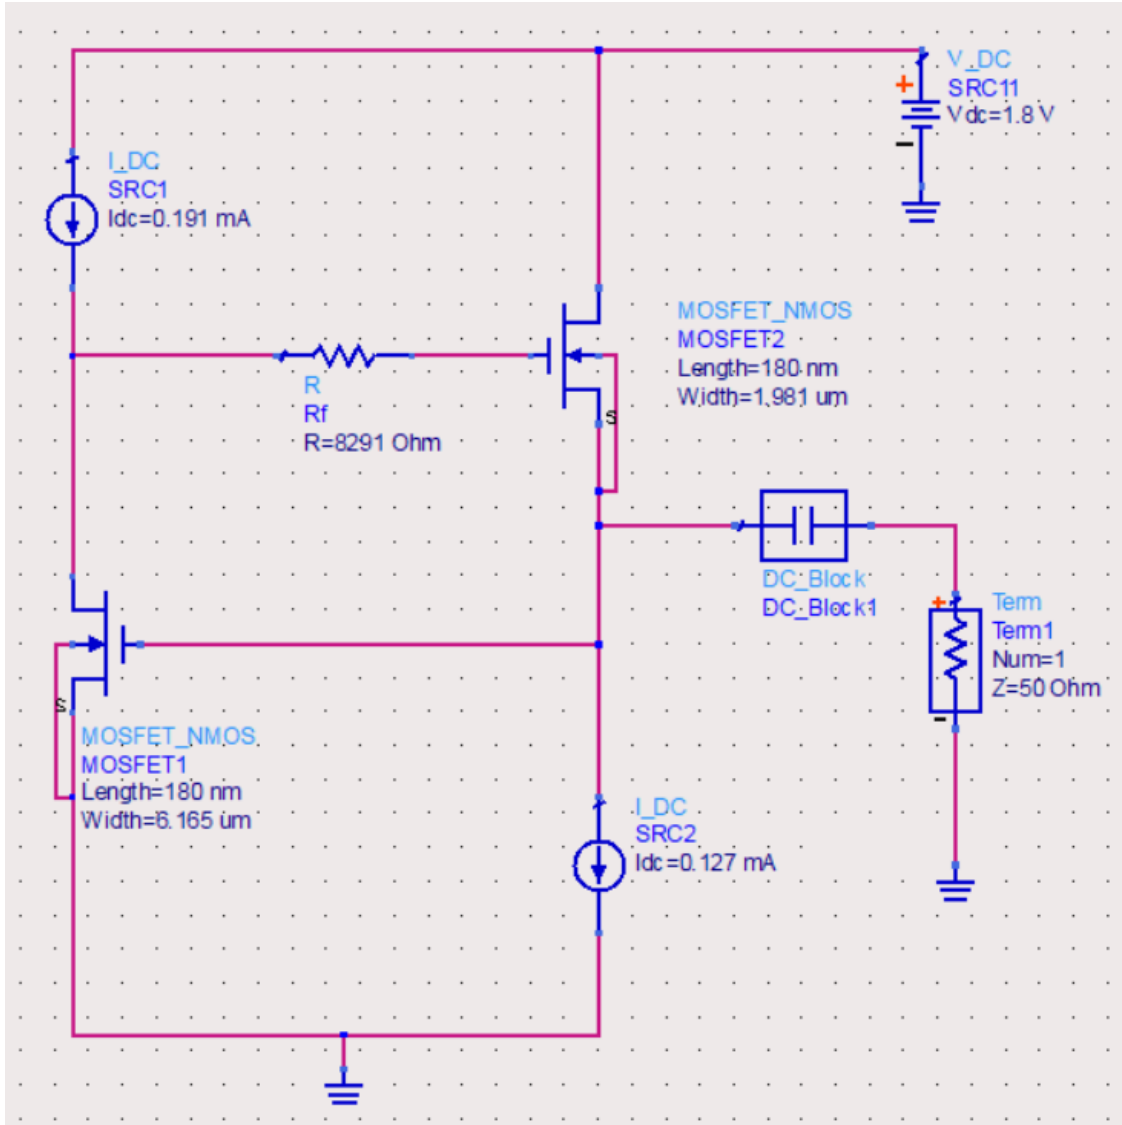 V_DC
SRC11
Vdc=1.8 V
I_DC
SRC1
Idc=0.191 mA
MOSFET_NMOS
MOSFET2
Length=180 nm
Width=1.981 um
R
Rf
R=8291 Ohm
S
DC_Block
DC_Block1
Term
Term1
Num=1
Z=50 Ohm
S
MOSFET_NMOS
MOSFET1
Length=180 nm
Width=6.165 um
I_DC
SRC2
Idc=0.127 mA